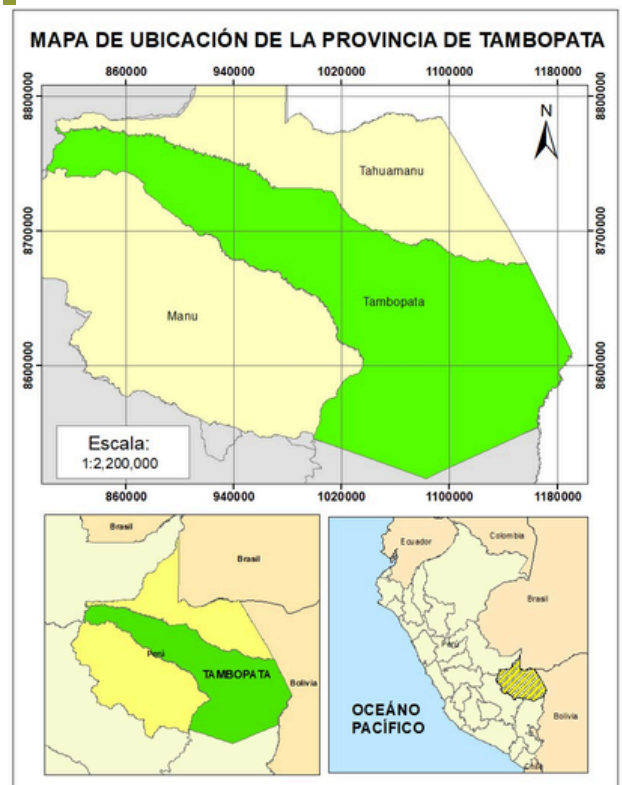 MAPA DE UBICACIÓN DE LA PROVINCIA DE TAMBOPATA
860000 940000 1020000 1100000 1180000
8800000 8800000
N
Tahuamanu
8700000 8700000
Tambopata
Manu
8600000 8600000
Escala:
1:2,200,000
860000 940000 1020000 1100000 1180000
Brasil
Brasil
Perú
TAMBOPATA
Bolivia
Ecuador
Colombia
Brasil
Perú
OCEÁNO
PACÍFICO
Bolivia
Chile